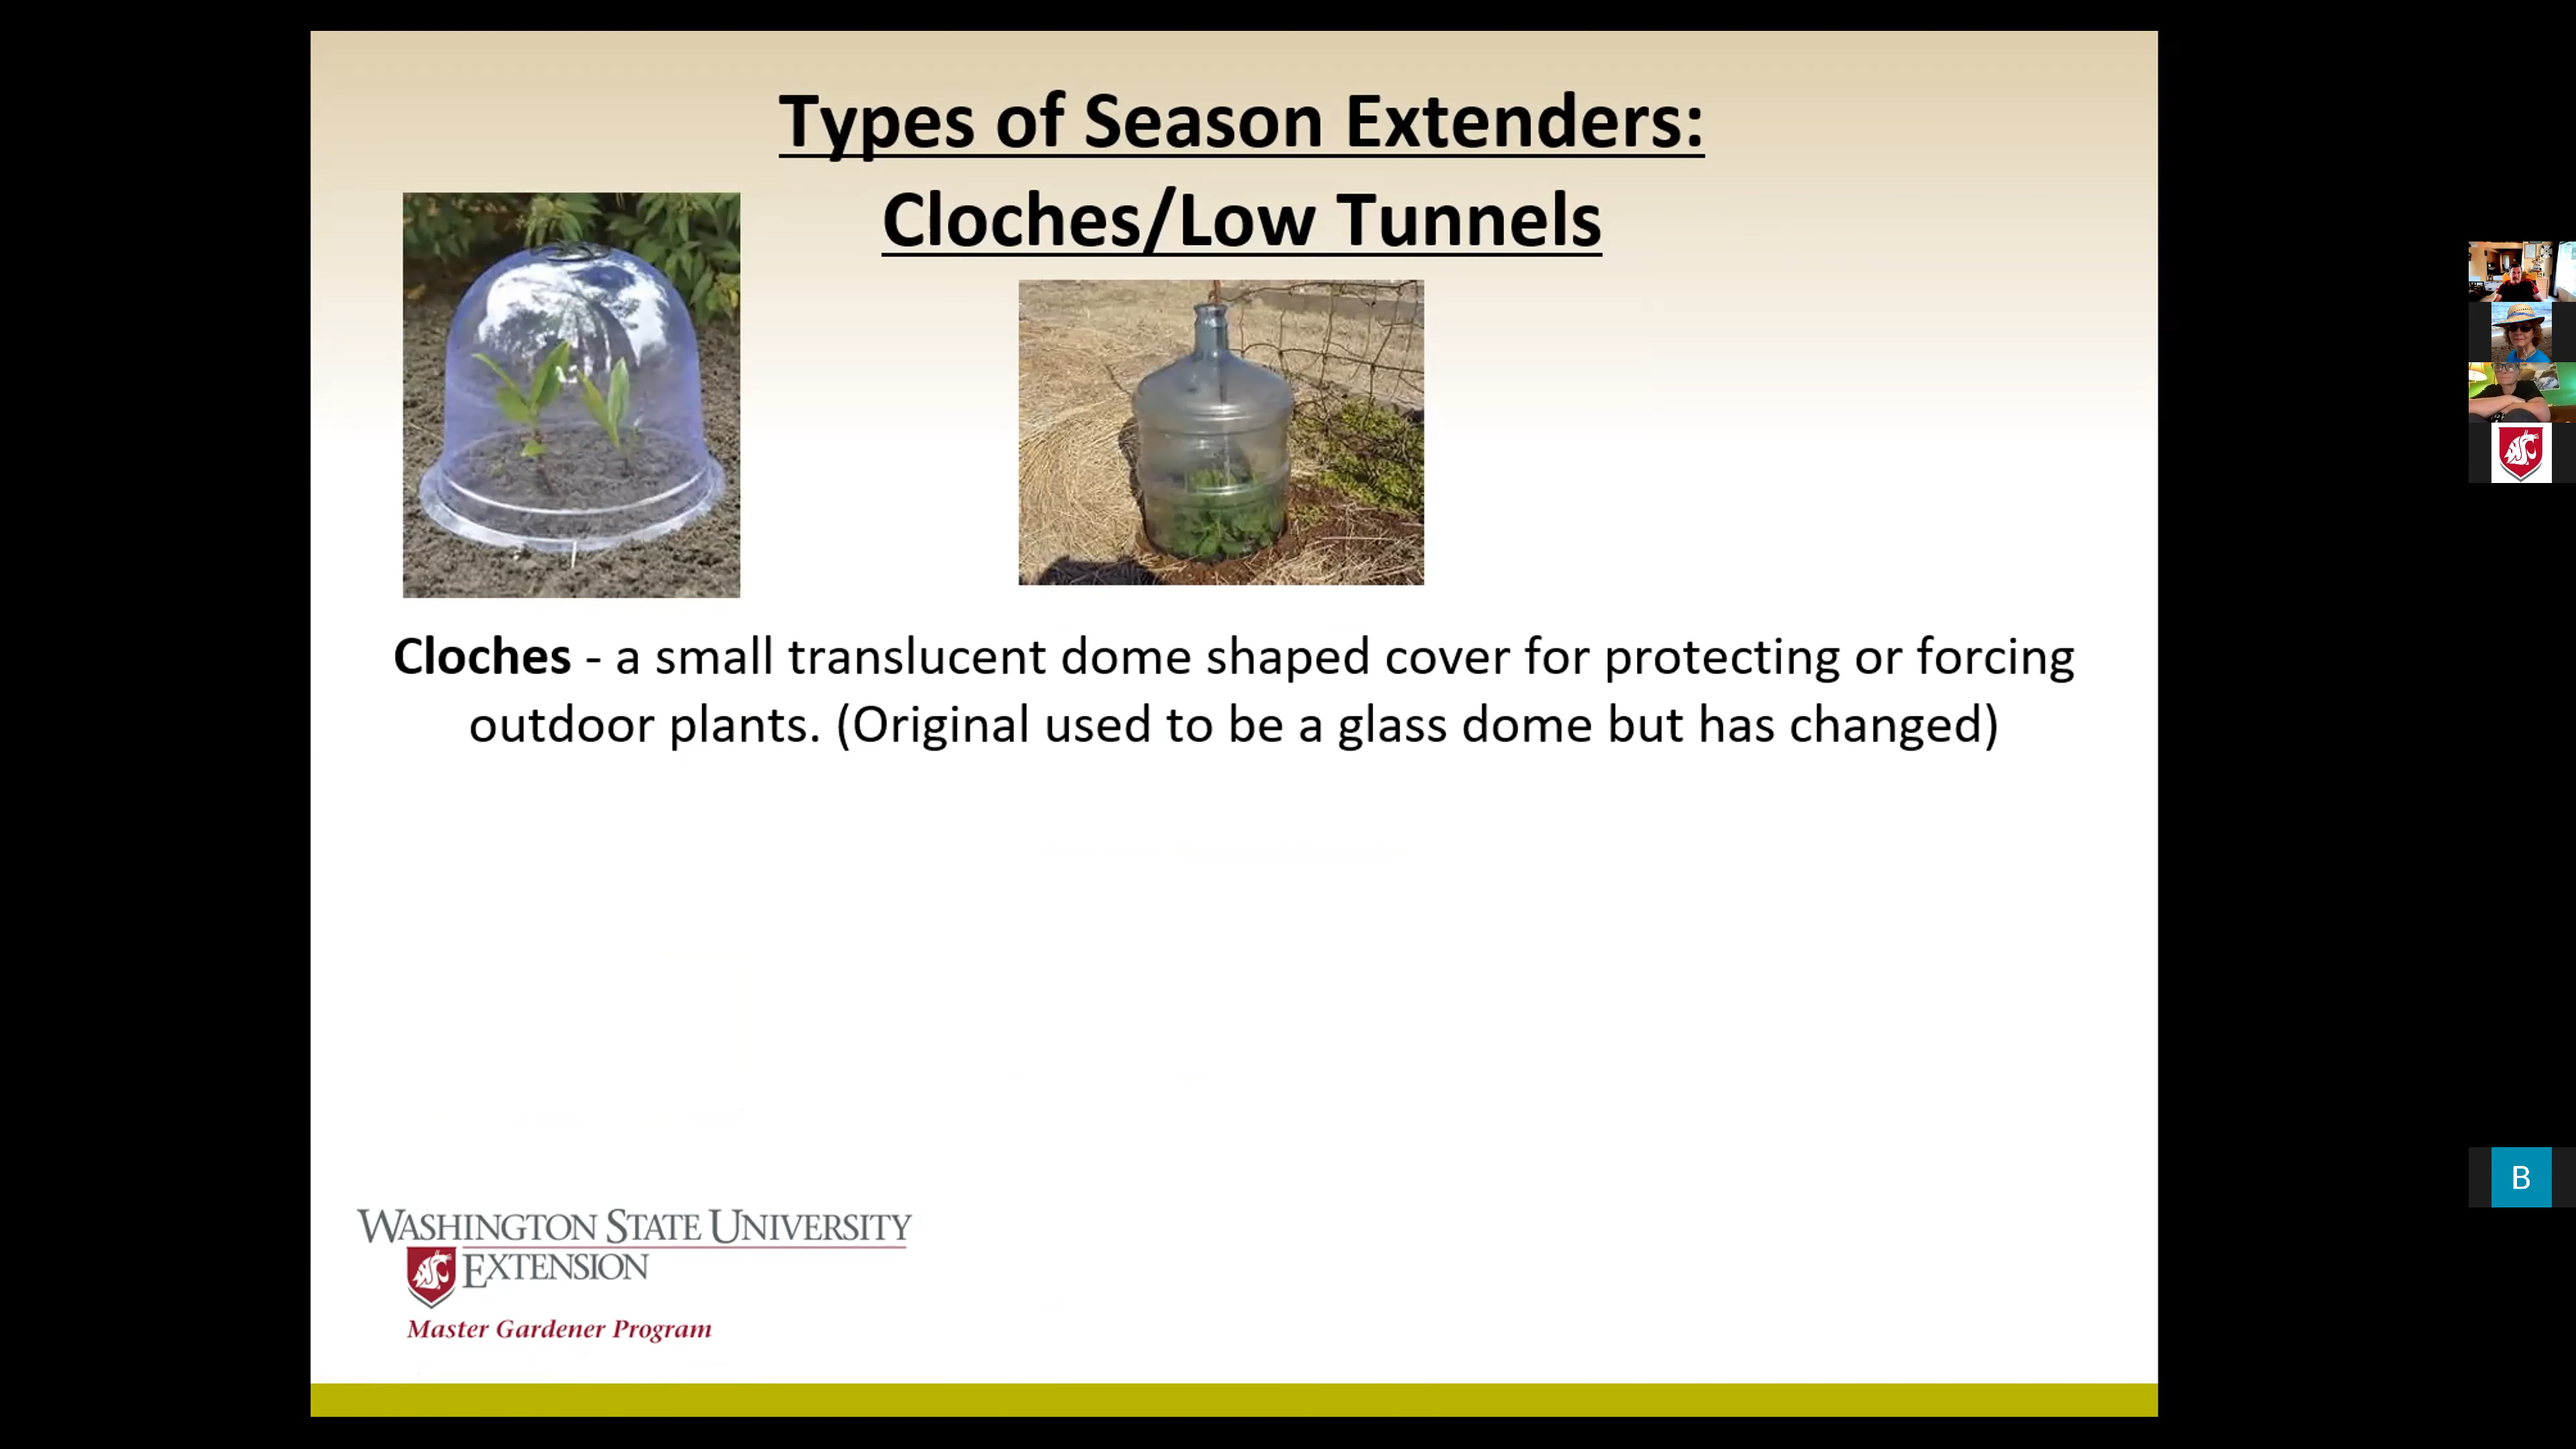 Types of Season Extenders:
Cloches/Low Tunnels
Cloches - a small translucent dome shaped cover for protecting or forcing
outdoor plants. (Original used to be a glass dome but has changed)
WASHINGTON STATE UNIVERSITY
EXTENSION
Master Gardener Program
B